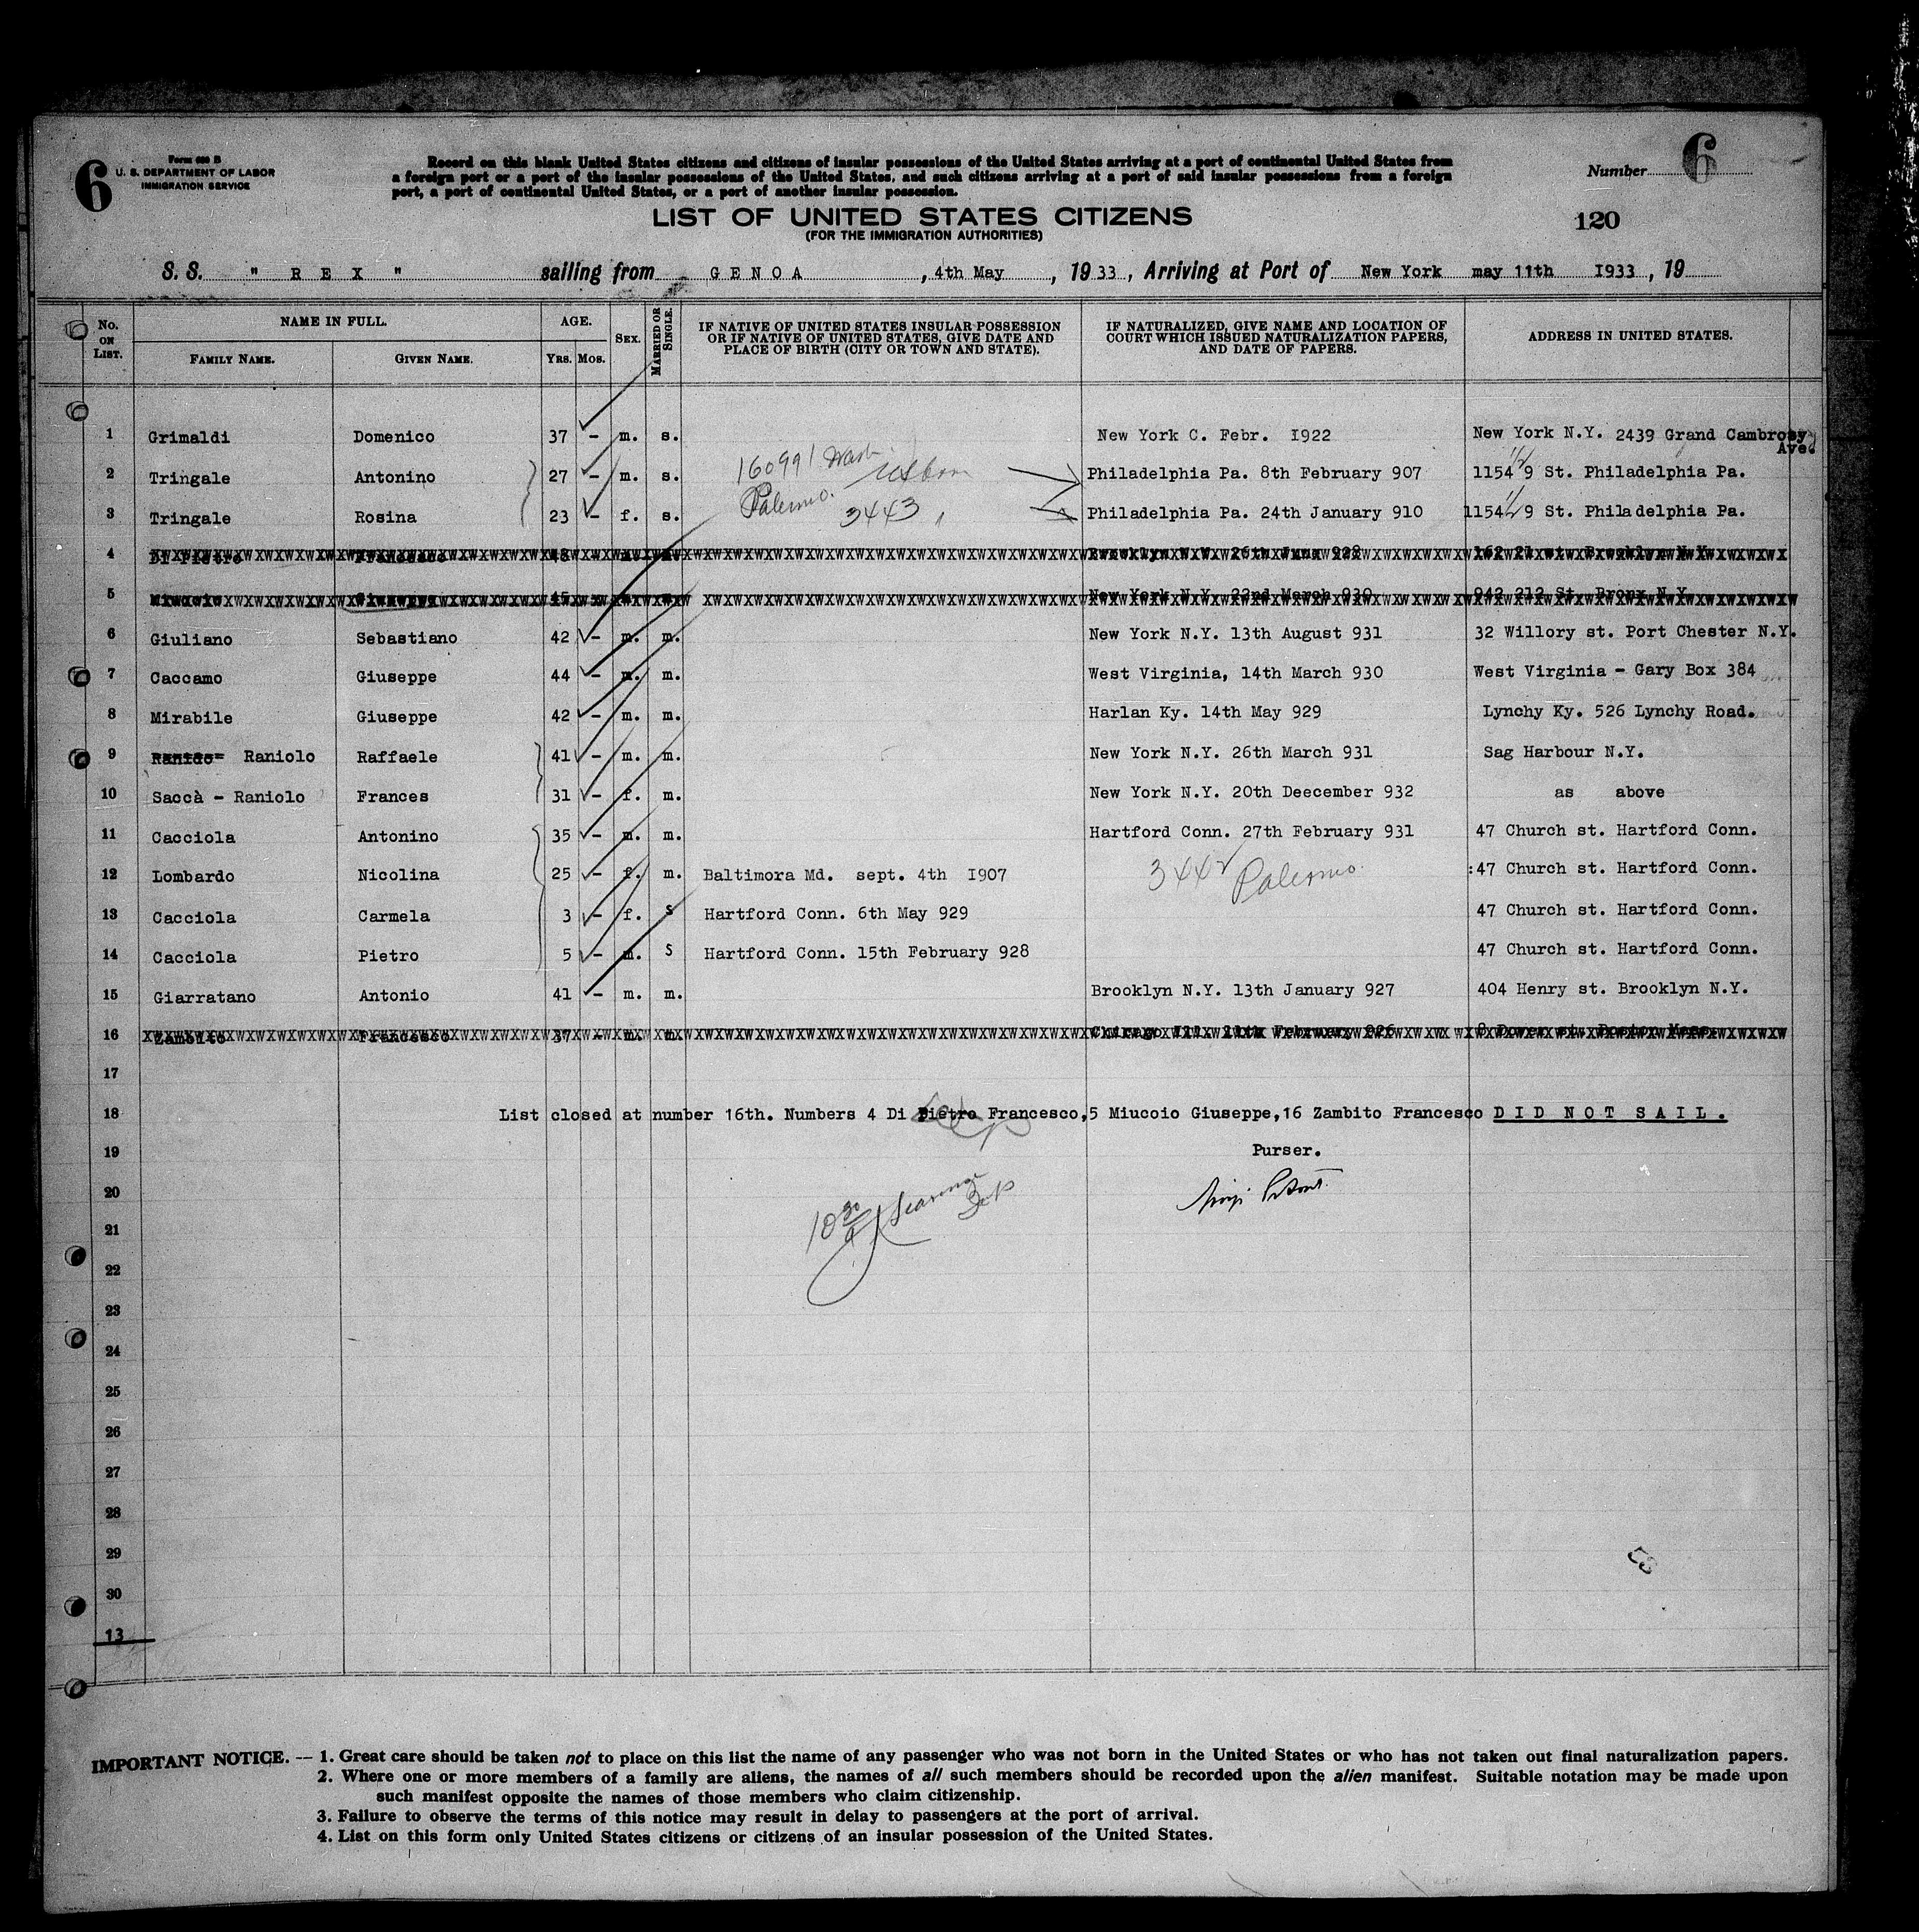 6
Form 630 B
U. S. DEPARTMENT OF LABOR
IMMIGRATION SERVICE
Record on this blank United States citizens and citizens of insular possessions of the United States arriving at a port of continental United States from
a foreign port or a port of the insular possessions of the United States, and such citizens arriving at a port of said insular possessions from a foreign
port, a port of continental United States, or a port of another insular possession.
Number 6
LIST OF UNITED STATES CITIZENS
(FOR THE IMMIGRATION AUTHORITIES)
120
S. S. " R E X " sailing from G E N O A , 4th May , 19 33 , Arriving at Port of New York may 11th I933 , 19
No. ON LIST. NAME IN FULL. FAMILY NAME. GIVEN NAME. AGE. YRS. MOS. SEX. MARRIED OR SINGLE. IF NATIVE OF UNITED STATES INSULAR POSSESSION OR IF NATIVE OF UNITED STATES, GIVE DATE AND PLACE OF BIRTH (CITY OR TOWN AND STATE). IF NATURALIZED, GIVE NAME AND LOCATION OF COURT WHICH ISSUED NATURALIZATION PAPERS, AND DATE OF PAPERS. ADDRESS IN UNITED STATES.
1 Grimaldi Domenico 37 – m. s. New York C. Febr. I922 New York N.Y. 2439 Grand Cambrosy Ave.
160991
2 Tringale Antonino 27 – m. s. Philadelphia Pa. 8th February 907 1154 1/2 9 St. Philadelphia Pa.
Palermo. 3443
3 Tringale Rosina 23 – f. s. Philadelphia Pa. 24th January 910 1154 1/2 9 St. Philadelphia Pa.
4 Di Pietro Francesco
5
6 Giuliano Sebastiano 42 – m. m. New York N.Y. 13th August 931 32 Willory st. Port Chester N.Y.
7 Caccamo Giuseppe 44 – m. m. West Virginia, 14th March 930 West Virginia – Gary Box 384
8 Mirabile Giuseppe 42 – m. m. Harlan Ky. 14th May 929 Lynchy Ky. 526 Lynchy Road.
9 Raniolo Raffaele 41 – m. m. New York N.Y. 26th March 931 Sag Harbour N.Y.
10 Saccà – Raniolo Frances 31 – f. m. New York N.Y. 20th Deecember 932 as above
11 Cacciola Antonino 35 – m. m. Hartford Conn. 27th February 931 47 Church st. Hartford Conn.
12 Lombardo Nicolina 25 – f. m. Baltimora Md. sept. 4th I907 3442 Palermo :47 Church st. Hartford Conn.
13 Cacciola Carmela 3 – f. S Hartford Conn. 6th May 929 47 Church st. Hartford Conn.
14 Cacciola Pietro 5 – m. S Hartford Conn. 15th February 928 47 Church st. Hartford Conn.
15 Giarratano Antonio 41 – m. m. Brooklyn N.Y. 13th January 927 404 Henry st. Brooklyn N.Y.
16 Zambito Francesco 37 – m. m.
17
18 List closed at number 16th. Numbers 4 Di Pietro Francesco,5 Miucoio Giuseppe,16 Zambito Francesco D I D N O T S A I L .
19 Purser.
20
21
22
23
24
25
26
27
28
29
30
13
IMPORTANT NOTICE. — 1. Great care should be taken not to place on this list the name of any passenger who was not born in the United States or who has not taken out final naturalization papers.
2. Where one or more members of a family are aliens, the names of all such members should be recorded upon the alien manifest. Suitable notation may be made upon
such manifest opposite the names of those members who claim citizenship.
3. Failure to observe the terms of this notice may result in delay to passengers at the port of arrival.
4. List on this form only United States citizens or citizens of an insular possession of the United States.